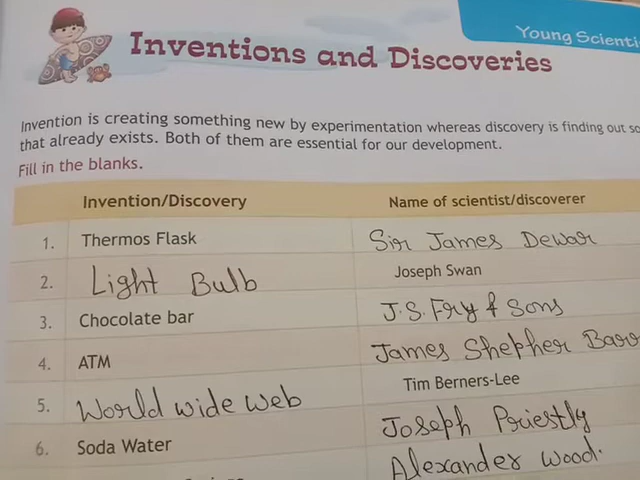 Young Scienti
Inventions and Discoveries
Invention is creating something new by experimentation whereas discovery is finding out so
that already exists. Both of them are essential for our development.
Fill in the blanks.
Invention/Discovery Name of scientist/discoverer
1. Thermos Flask Sir James Dewar
2. Light Bulb Joseph Swan
3. Chocolate bar J.S. Fry & Sons
4. ATM James Shepher Baro
5. World wide web Tim Berners-Lee
6. Soda Water Joseph Priestly
Alexander wood.